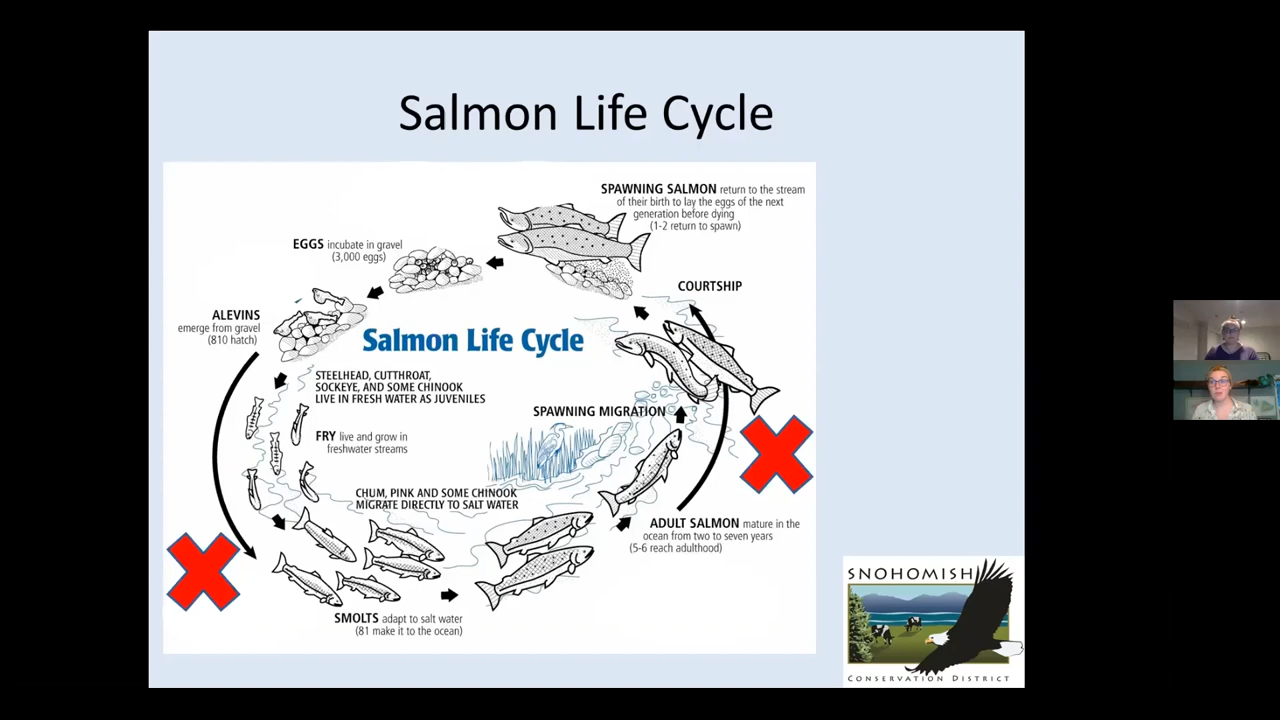 Salmon Life Cycle
SPAWNING SALMON return to the stream
of their birth to lay the eggs of the next
generation before dying
(1-2 return to spawn)
EGGS incubate in gravel
(3,000 eggs)
COURTSHIP
ALEVINS
emerge from gravel
(810 hatch)
Salmon Life Cycle
STEELHEAD, CUTTHROAT,
SOCKEYE, AND SOME CHINOOK
LIVE IN FRESH WATER AS JUVENILES
SPAWNING MIGRATION
FRY live and grow in
freshwater streams
CHUM, PINK AND SOME CHINOOK
MIGRATE DIRECTLY TO SALT WATER
ADULT SALMON mature in the
ocean from two to seven years
(5-6 reach adulthood)
SMOLTS adapt to salt water
(81 make it to the ocean)
SNOHOMISH
CONSERVATION DISTRICT